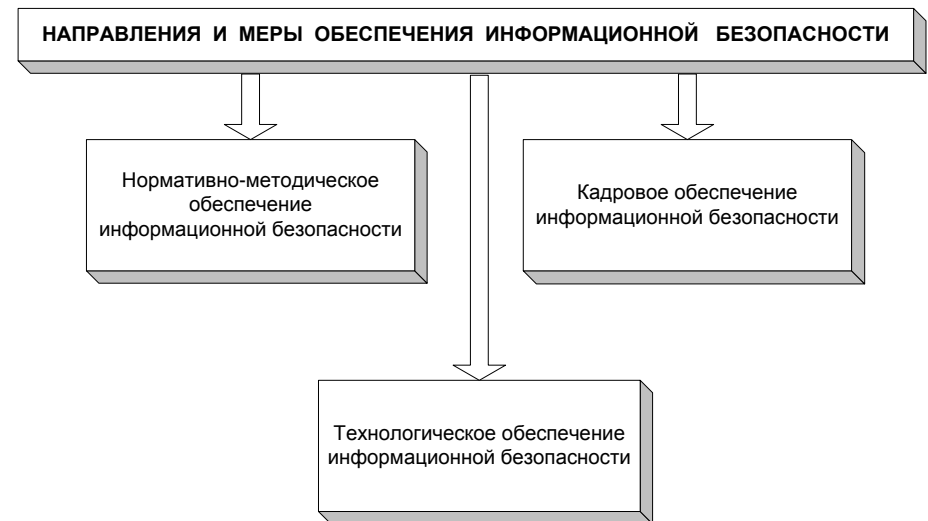 НАПРАВЛЕНИЯ И МЕРЫ ОБЕСПЕЧЕНИЯ ИНФОРМАЦИОННОЙ БЕЗОПАСНОСТИ
Нормативно-методическое
обеспечение
информационной безопасности
Кадровое обеспечение
информационной безопасности
Технологическое обеспечение
информационной безопасности